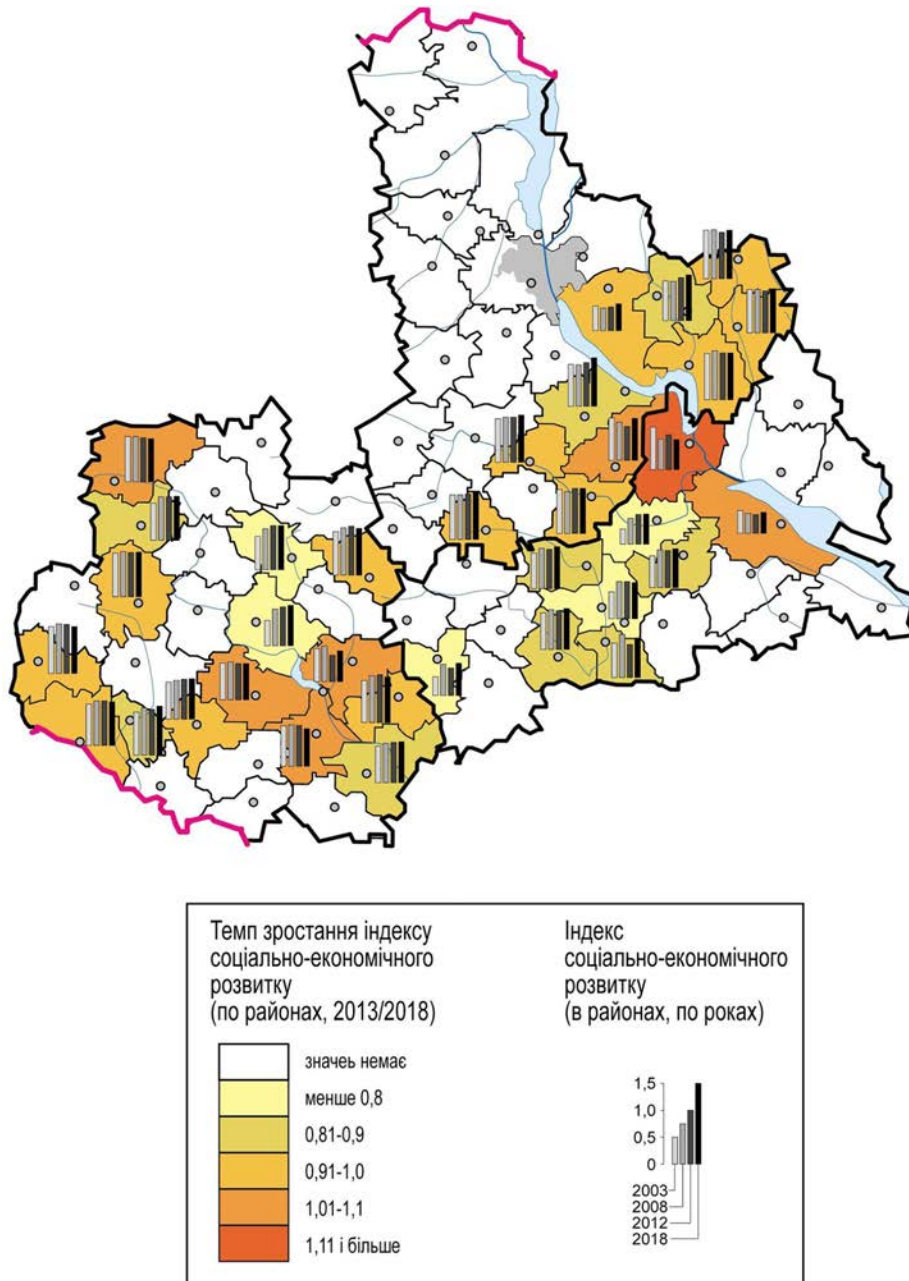 Темп зростання індексу
соціально-економічного
розвитку
(по районах, 2013/2018)
значеь немає
менше 0,8
0,81-0,9
0,91-1,0
1,01-1,1
1,11 і більше
Індекс
соціально-економічного
розвитку
(в районах, по роках)
1,5
1,0
0,5
0
2003
2008
2012
2018